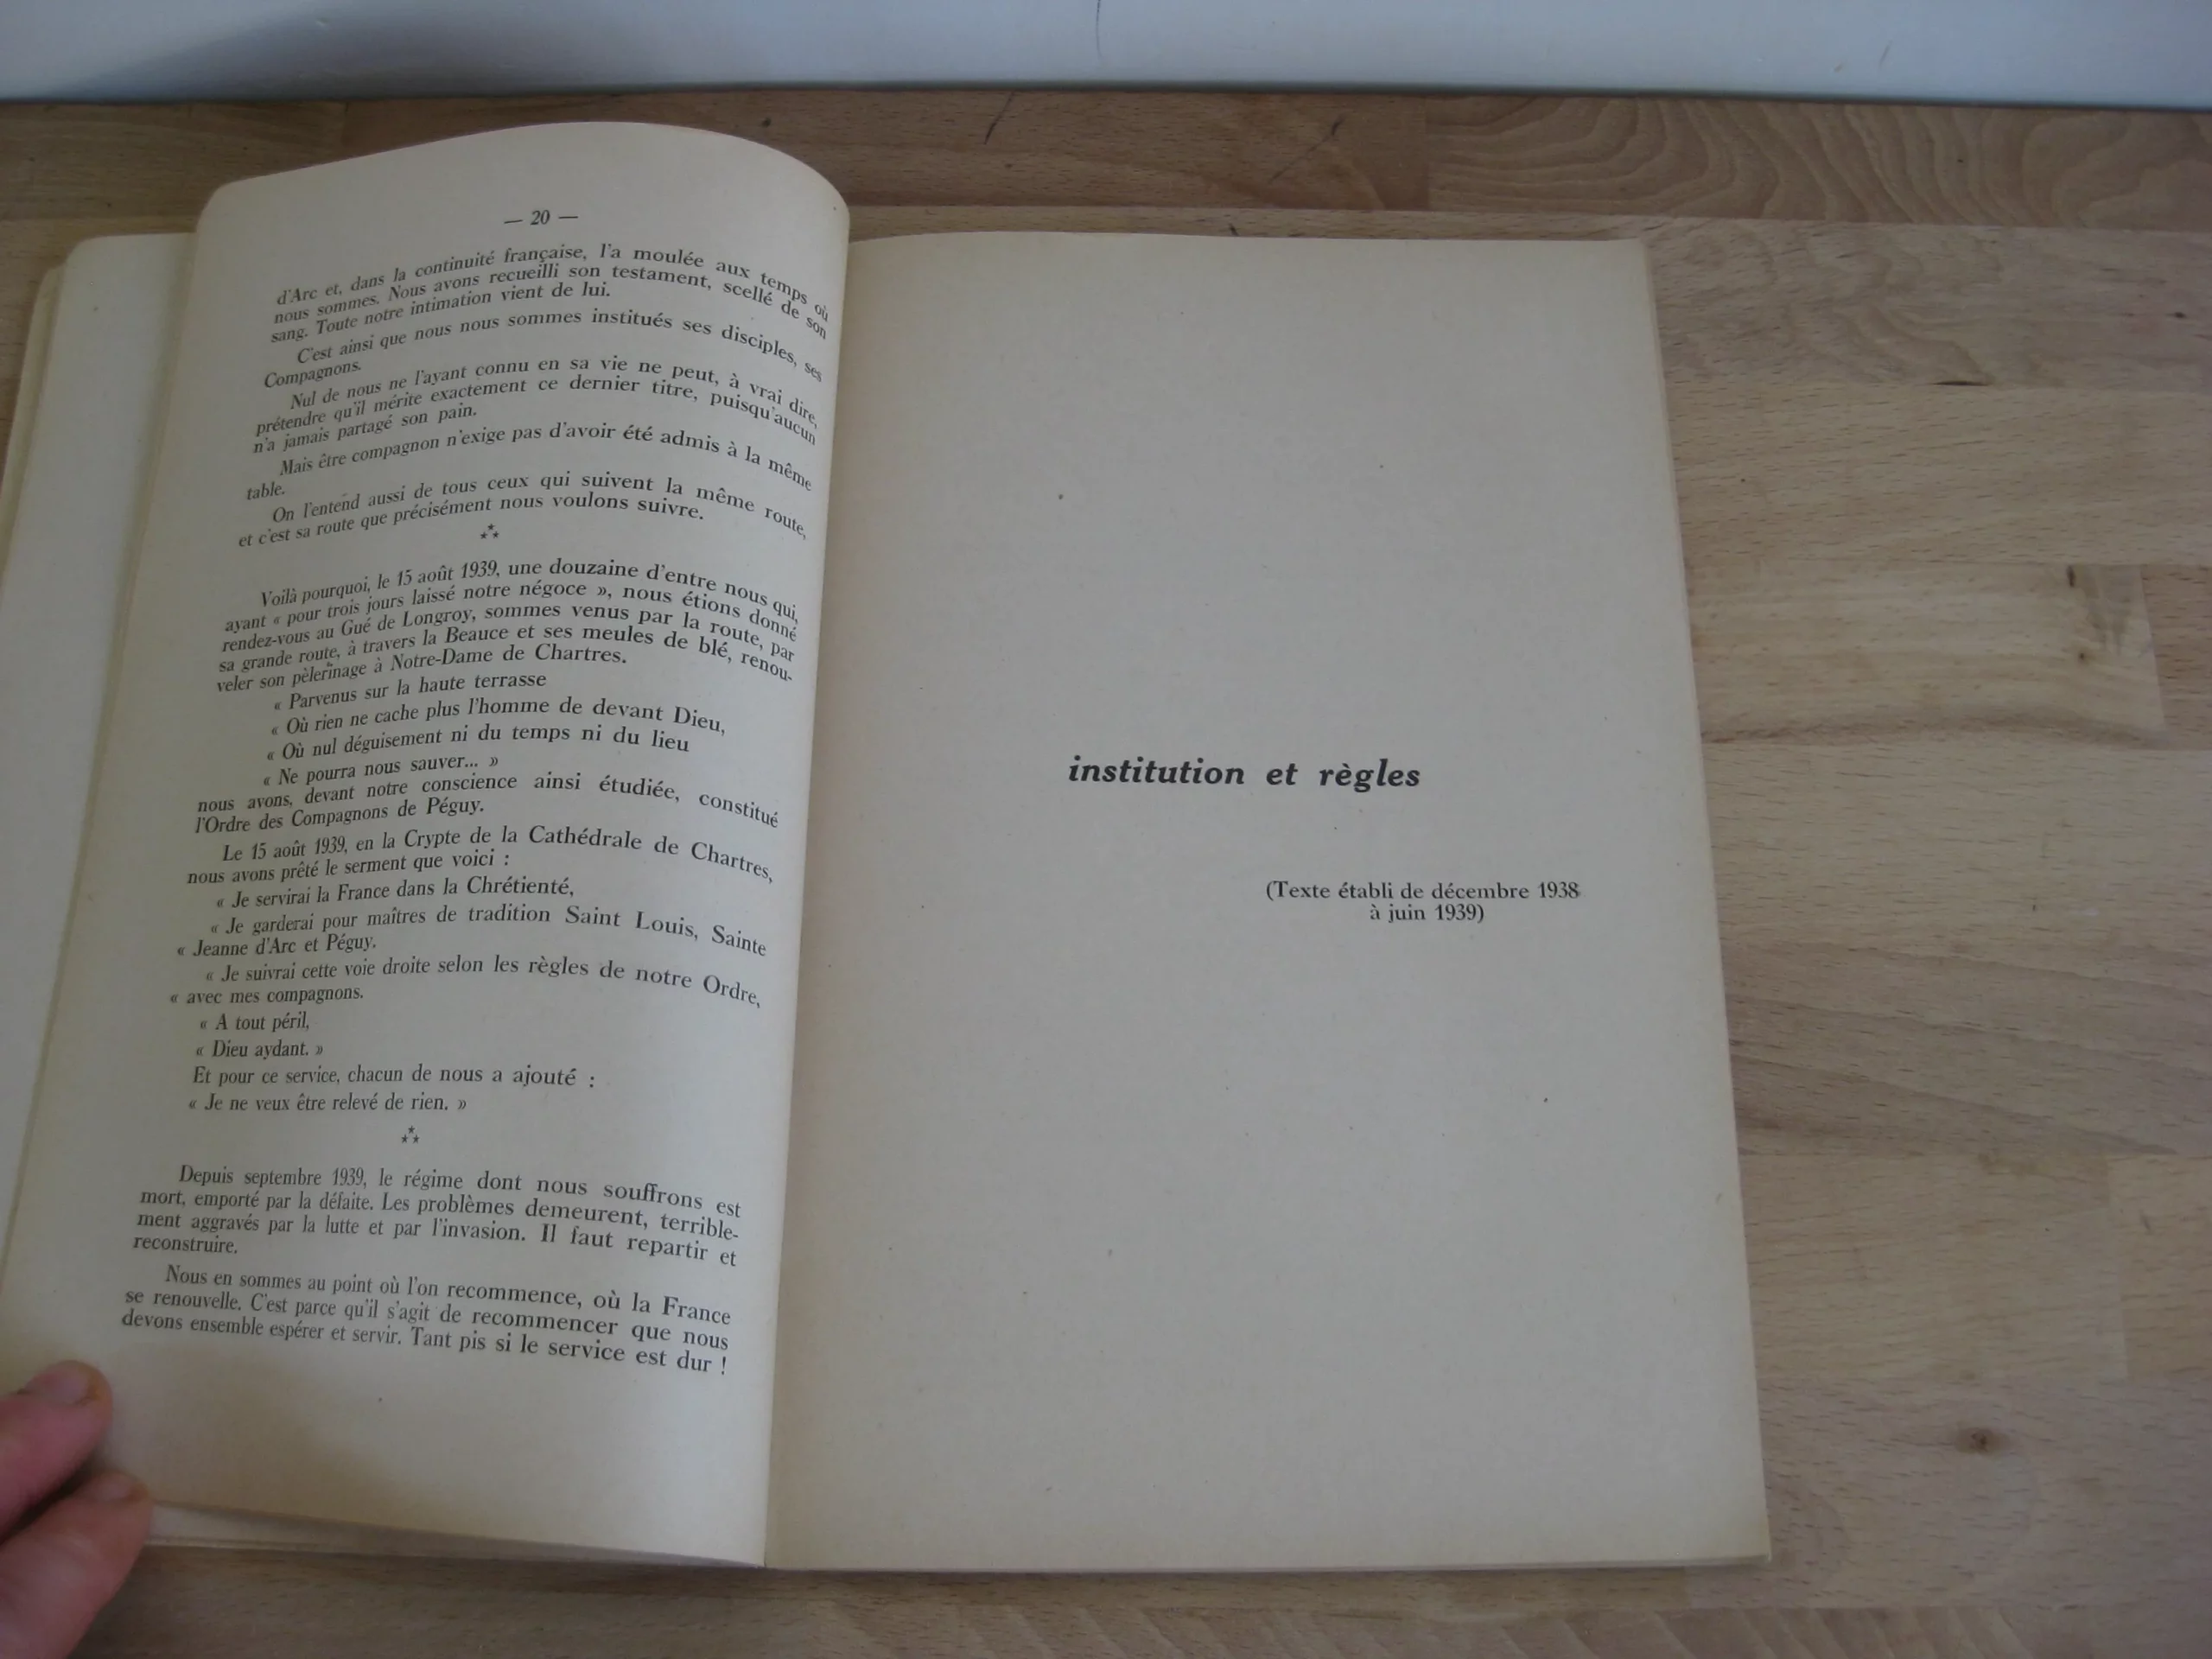 — 20 —
d'Arc et, dans la continuité française, l'a moulée aux temps où
nous sommes. Nous avons recueilli son testament, scellé de son
sang. Toute notre intimation vient de lui.
C'est ainsi que nous nous sommes institués ses disciples, ses
Compagnons.
Nul de nous ne l'ayant connu en sa vie ne peut, à vrai dire,
prétendre qu'il mérite exactement ce dernier titre, puisqu'aucun
n'a jamais partagé son pain.
Mais être compagnon n'exige pas d'avoir été admis à la même
table.
On l'entend aussi de tous ceux qui suivent la même route,
et c'est sa route que précisément nous voulons suivre.
⁂
Voilà pourquoi, le 15 août 1939, une douzaine d'entre nous qui,
ayant « pour trois jours laissé notre négoce », nous étions donné
rendez-vous au Gué de Longroy, sommes venus par la route, par
sa grande route, à travers la Beauce et ses meules de blé, renou-
veler son pèlerinage à Notre-Dame de Chartres.
« Parvenus sur la haute terrasse
« Où rien ne cache plus l'homme de devant Dieu,
« Où nul déguisement ni du temps ni du lieu
« Ne pourra nous sauver... »
nous avons, devant notre conscience ainsi étudiée, constitué
l'Ordre des Compagnons de Péguy.
Le 15 août 1939, en la Crypte de la Cathédrale de Chartres,
nous avons prêté le serment que voici :
« Je servirai la France dans la Chrétienté,
« Je garderai pour maîtres de tradition Saint Louis, Sainte
« Jeanne d'Arc et Péguy.
« Je suivrai cette voie droite selon les règles de notre Ordre,
« avec mes compagnons.
« A tout péril,
« Dieu aydant. »
Et pour ce service, chacun de nous a ajouté :
« Je ne veux être relevé de rien. »
⁂
Depuis septembre 1939, le régime dont nous souffrons est
mort, emporté par la défaite. Les problèmes demeurent, terrible-
ment aggravés par la lutte et par l'invasion. Il faut repartir et
reconstruire.
Nous en sommes au point où l'on recommence, où la France
se renouvelle. C'est parce qu'il s'agit de recommencer que nous
devons ensemble espérer et servir. Tant pis si le service est dur !
institution et règles
(Texte établi de décembre 1938
à juin 1939)